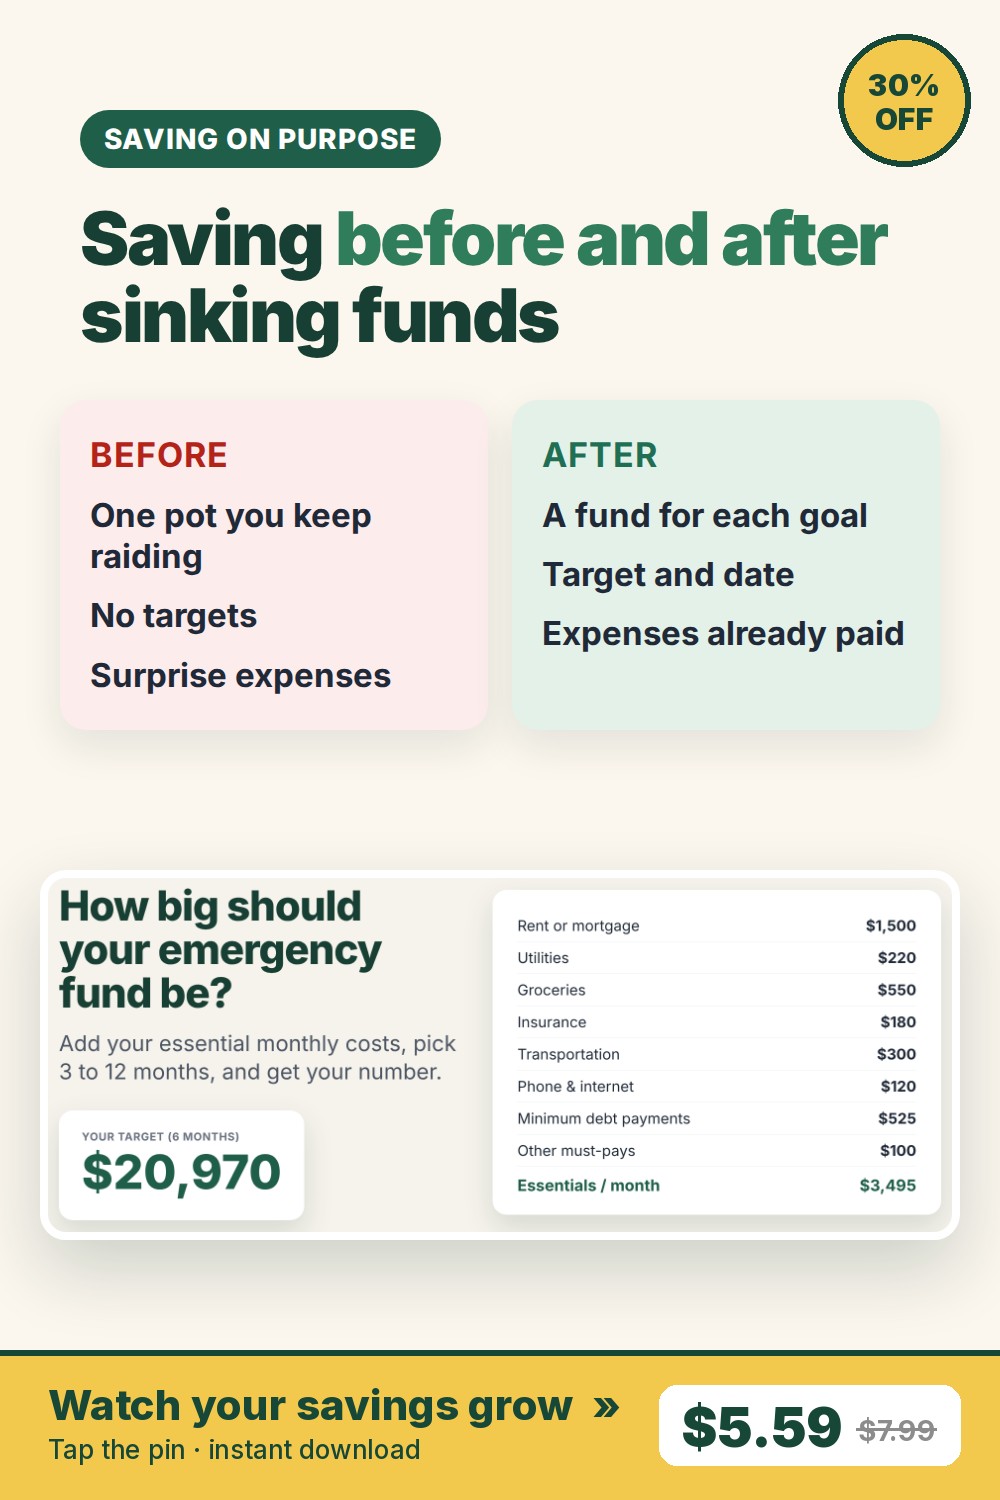 30%
OFF
SAVING ON PURPOSE
Saving before and after
sinking funds
BEFORE
One pot you keep
raiding
No targets
Surprise expenses
AFTER
A fund for each goal
Target and date
Expenses already paid
How big should
your emergency
fund be?
Add your essential monthly costs, pick
3 to 12 months, and get your number.
YOUR TARGET (6 MONTHS)
$20,970
Rent or mortgage $1,500
Utilities $220
Groceries $550
Insurance $180
Transportation $300
Phone & internet $120
Minimum debt payments $525
Other must-pays $100
Essentials / month $3,495
Watch your savings grow »
Tap the pin · instant download
$5.59 $7.99